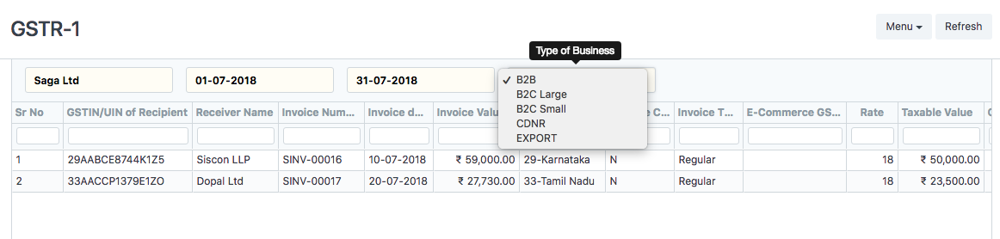 GSTR-1
Menu
Refresh
Type of Business
Saga Ltd
01-07-2018
31-07-2018
✓ B2B
B2C Large
B2C Small
CDNR
EXPORT
Sr No GSTIN/UIN of Recipient Receiver Name Invoice Num... Invoice d... Invoice Valu C... Invoice T... E-Commerce GS... Rate Taxable Value
1 29AABCE8744K1Z5 Siscon LLP SINV-00016 10-07-2018 ₹ 59,000.00 29-Karnataka N Regular 18 ₹ 50,000.00
2 33AACCP1379E1ZO Dopal Ltd SINV-00017 20-07-2018 ₹ 27,730.00 33-Tamil Nadu N Regular 18 ₹ 23,500.00